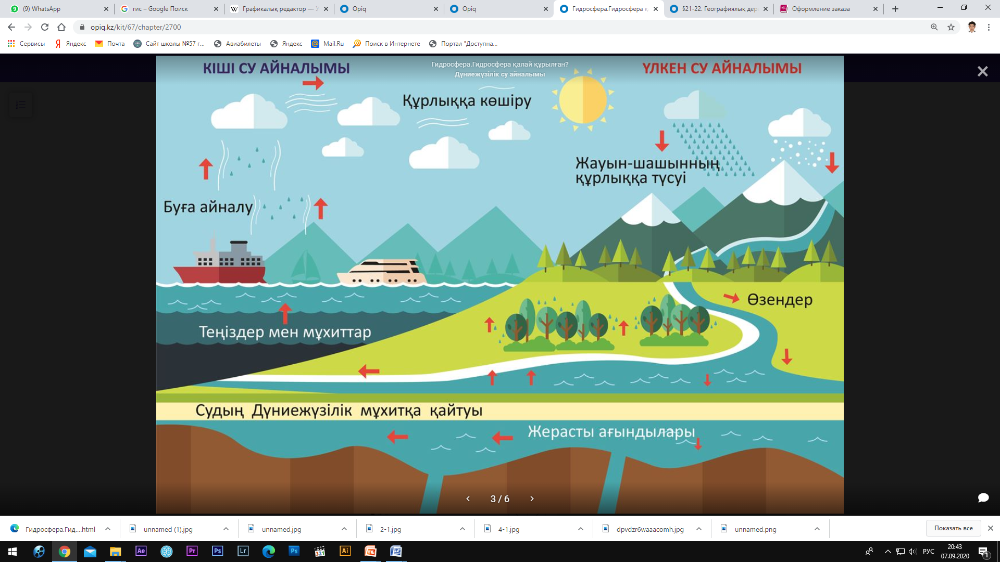 (9) WhatsApp
гис – Google Поиск
Графикалық редактор — У
Opiq
Opiq
Гидросфера.Гидросфера қ
§21-22. Географиялық дер
Оформление заказа
opiq.kz/kit/67/chapter/2700
Сервисы
Яндекс
Почта
Сайт школы №57 г...
Авиабилеты
Яндекс
Mail.Ru
Поиск в Интернете
Портал "Доступна...
КІШІ СУ АЙНАЛЫМЫ
Гидросфера.Гидросфера қалай құрылған?
Дүниежүзілік су айналымы
ҮЛКЕН СУ АЙНАЛЫМЫ
Құрлыққа көшіру
Жауын-шашынның
құрлыққа түсуі
Буға айналу
Өзендер
Теңіздер мен мұхиттар
Судың Дүниежүзілік мұхитқа қайтуы
Жерасты ағындылары
3 / 6
Гидросфера.Гид....html
unnamed (1).jpg
unnamed.jpg
2-1.jpg
4-1.jpg
dpvdzr6waaacomh.jpg
unnamed.png
Показать все
Ae
Pr
Ps
Lr
Ps
321
Ai
РУС
20:43
07.09.2020
1